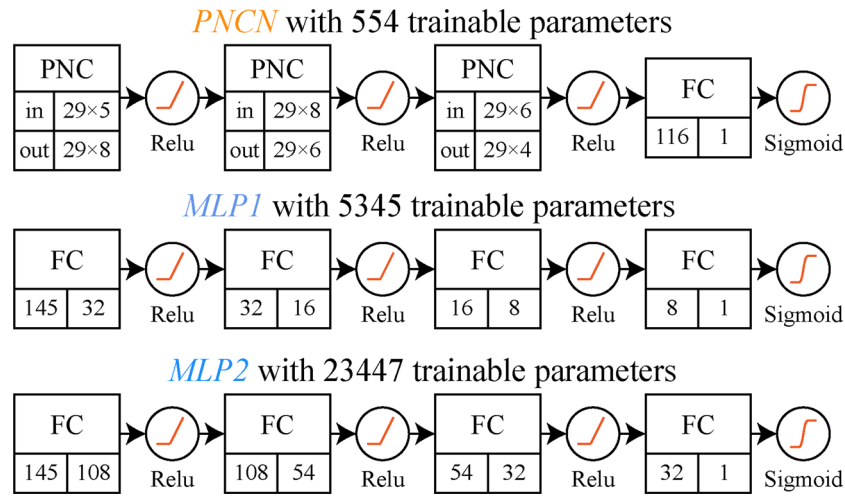 PNCN with 554 trainable parameters
PNC PNC PNC FC
in 29×5 in 29×8 in 29×6
out 29×8 out 29×6 out 29×4 116 1
Relu Relu Relu Sigmoid
MLP1 with 5345 trainable parameters
FC FC FC FC
145 32 32 16 16 8 8 1
Relu Relu Relu Sigmoid
MLP2 with 23447 trainable parameters
FC FC FC FC
145 108 108 54 54 32 32 1
Relu Relu Relu Sigmoid